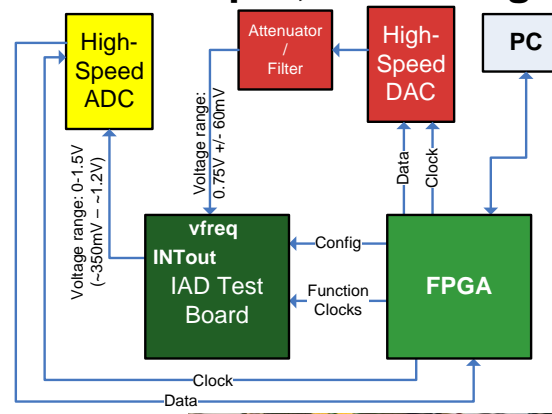 High-
Speed
ADC
Attenuator
/
Filter
High-
Speed
DAC
PC
Voltage range:
0.75V +/- 60mV
Data
Clock
Voltage range: 0-1.5V
(~350mV – ~1.2V)
vfreq
INTout
IAD Test
Board
Config
Function
Clocks
FPGA
Clock
Data